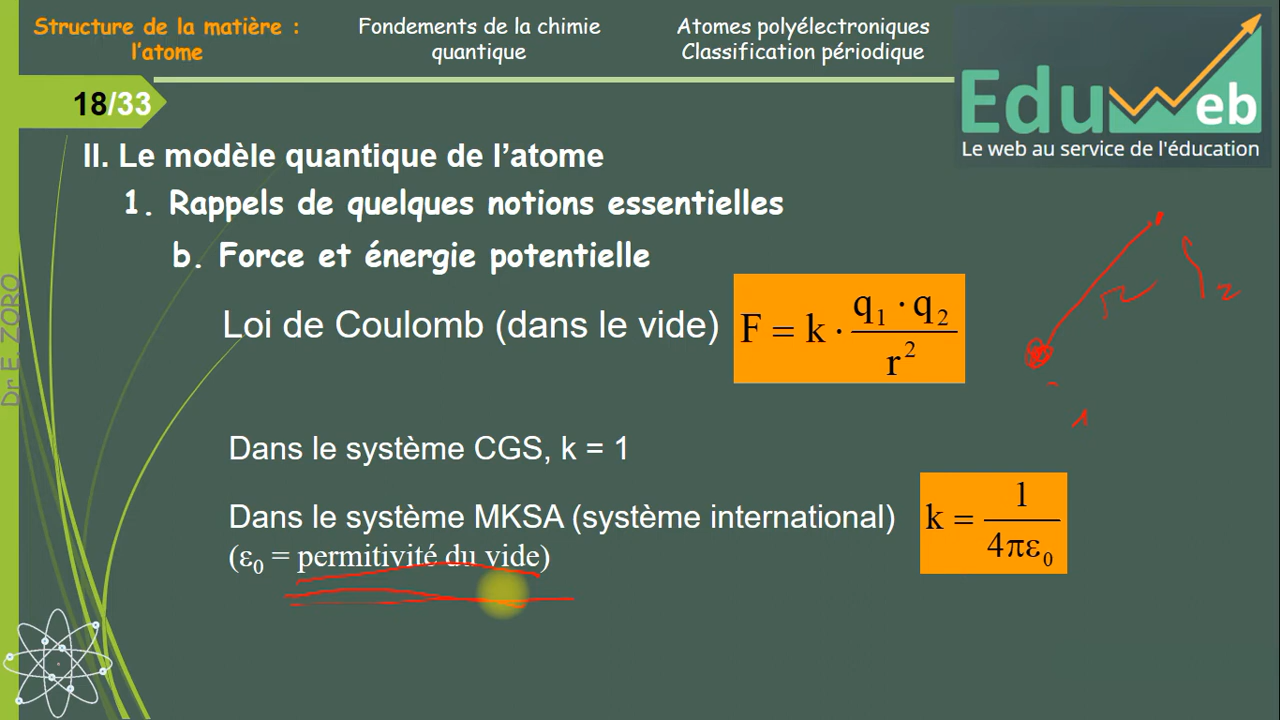 Structure de la matière :
l'atome
Fondements de la chimie
quantique
Atomes polyélectroniques
Classification périodique
Edu Web
Le web au service de l'éducation
18/33
II. Le modèle quantique de l'atome
1. Rappels de quelques notions essentielles
b. Force et énergie potentielle
Loi de Coulomb (dans le vide)
F = k · q₁ · q₂ / r²
Dans le système CGS, k = 1
Dans le système MKSA (système international)
k = 1 / 4πε₀
(ε₀ = permitivité du vide)
Dr E. ZORO